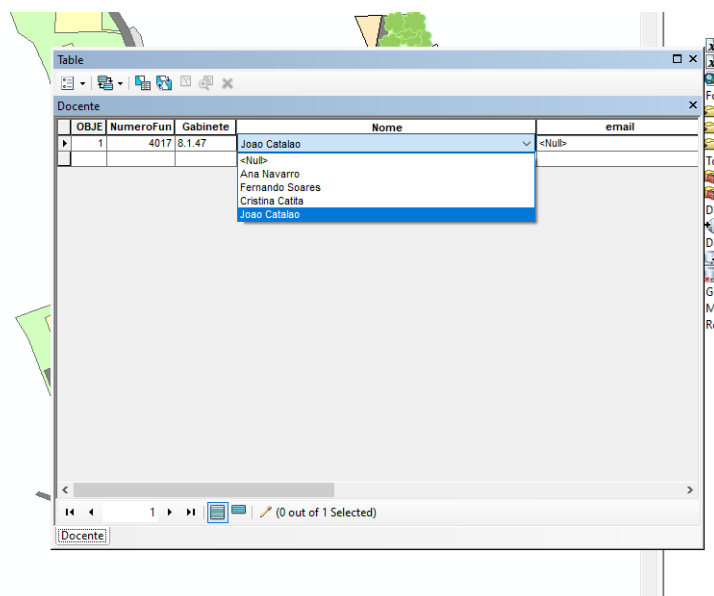 Table
Docente
OBJE NumeroFun Gabinete Nome email
1 4017 8.1.47 Joao Catalao <Null>
<Null>
Ana Navarro
Fernando Soares
Cristina Catita
Joao Catalao
1 (0 out of 1 Selected)
Docente